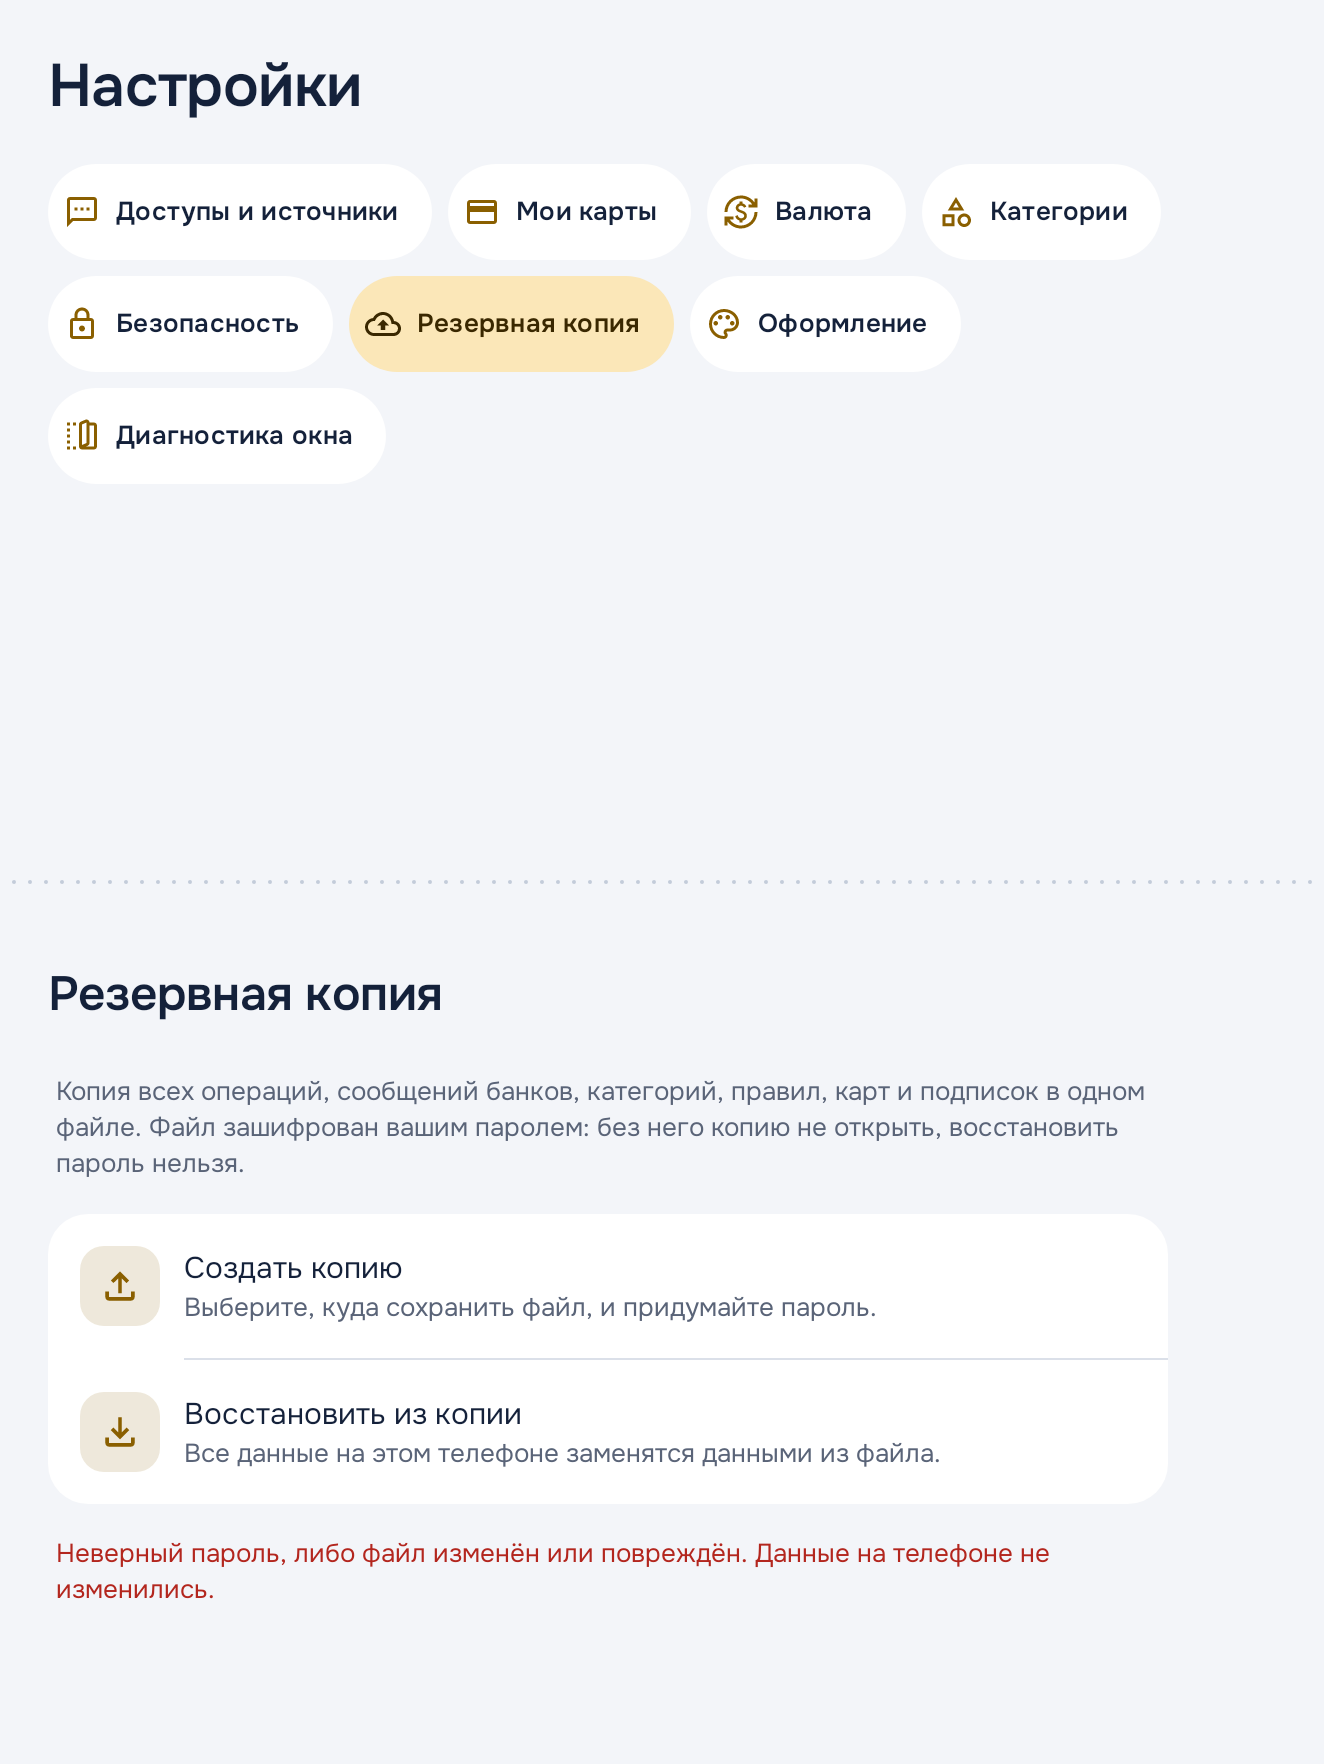 Настройки
Доступы и источники
Мои карты
Валюта
Категории
Безопасность
Резервная копия
Оформление
Диагностика окна
Резервная копия
Копия всех операций, сообщений банков, категорий, правил, карт и подписок в одном
файле. Файл зашифрован вашим паролем: без него копию не открыть, восстановить
пароль нельзя.
Создать копию
Выберите, куда сохранить файл, и придумайте пароль.
Восстановить из копии
Все данные на этом телефоне заменятся данными из файла.
Неверный пароль, либо файл изменён или повреждён. Данные на телефоне не
изменились.